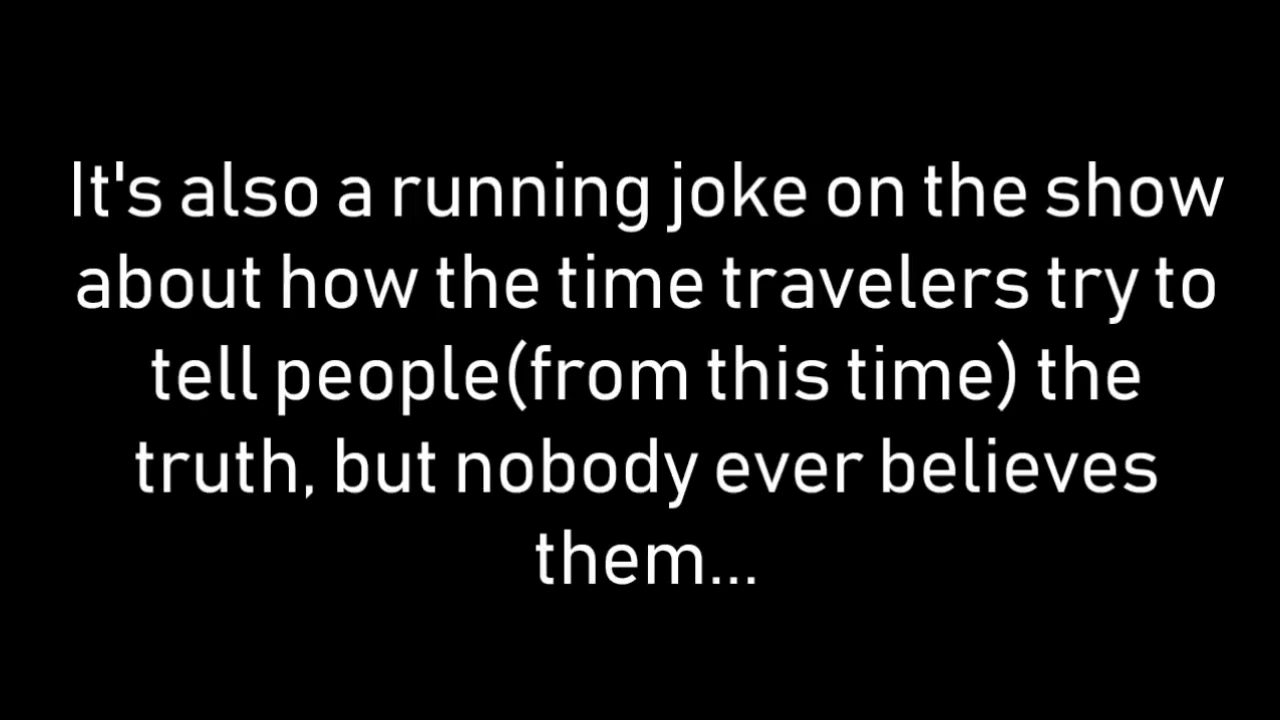 It's also a running joke on the show
about how the time travelers try to
tell people(from this time) the
truth, but nobody ever believes
them...